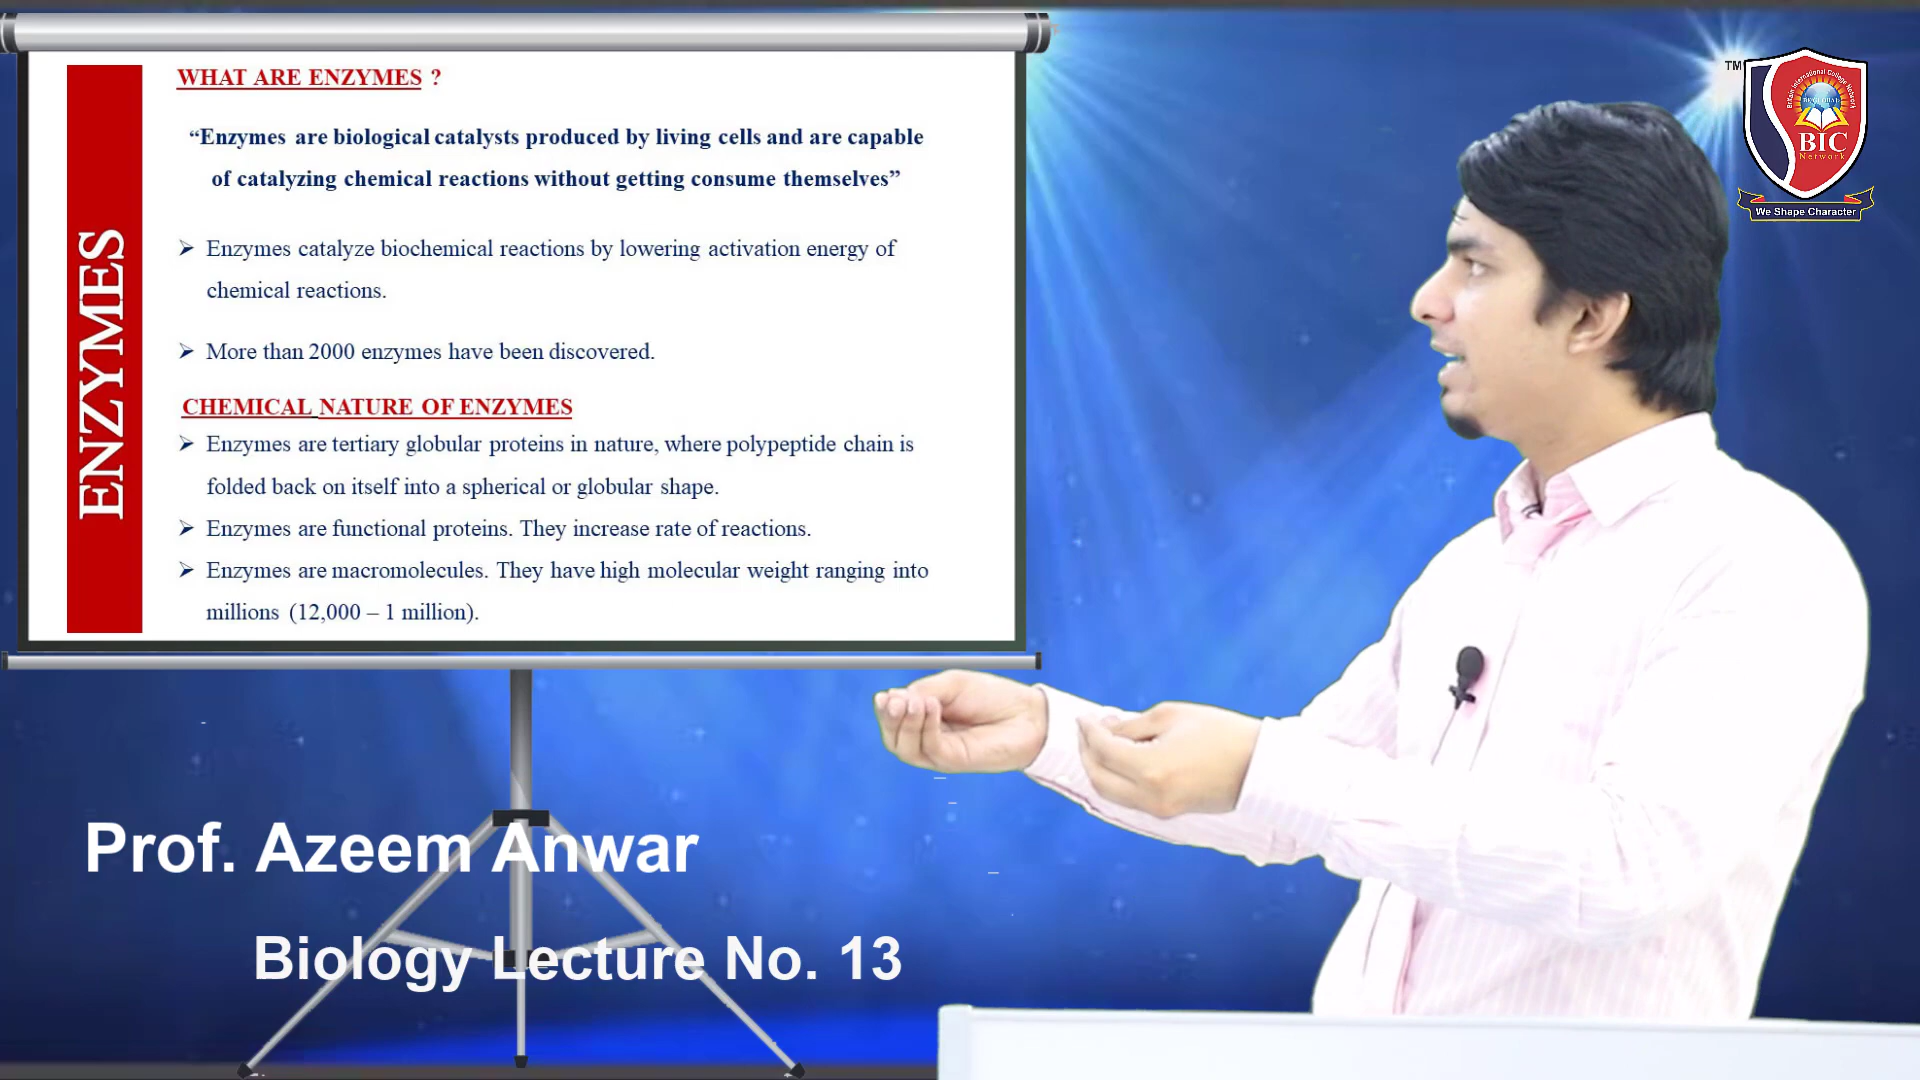 WHAT ARE ENZYMES ?
“Enzymes are biological catalysts produced by living cells and are capable
of catalyzing chemical reactions without getting consume themselves”
➢ Enzymes catalyze biochemical reactions by lowering activation energy of
chemical reactions.
➢ More than 2000 enzymes have been discovered.
CHEMICAL NATURE OF ENZYMES
➢ Enzymes are tertiary globular proteins in nature, where polypeptide chain is
folded back on itself into a spherical or globular shape.
➢ Enzymes are functional proteins. They increase rate of reactions.
➢ Enzymes are macromolecules. They have high molecular weight ranging into
millions (12,000 – 1 million).
ENZYMES
TM
BIC
Network
We Shape Character
Prof. Azeem Anwar
Biology Lecture No. 13